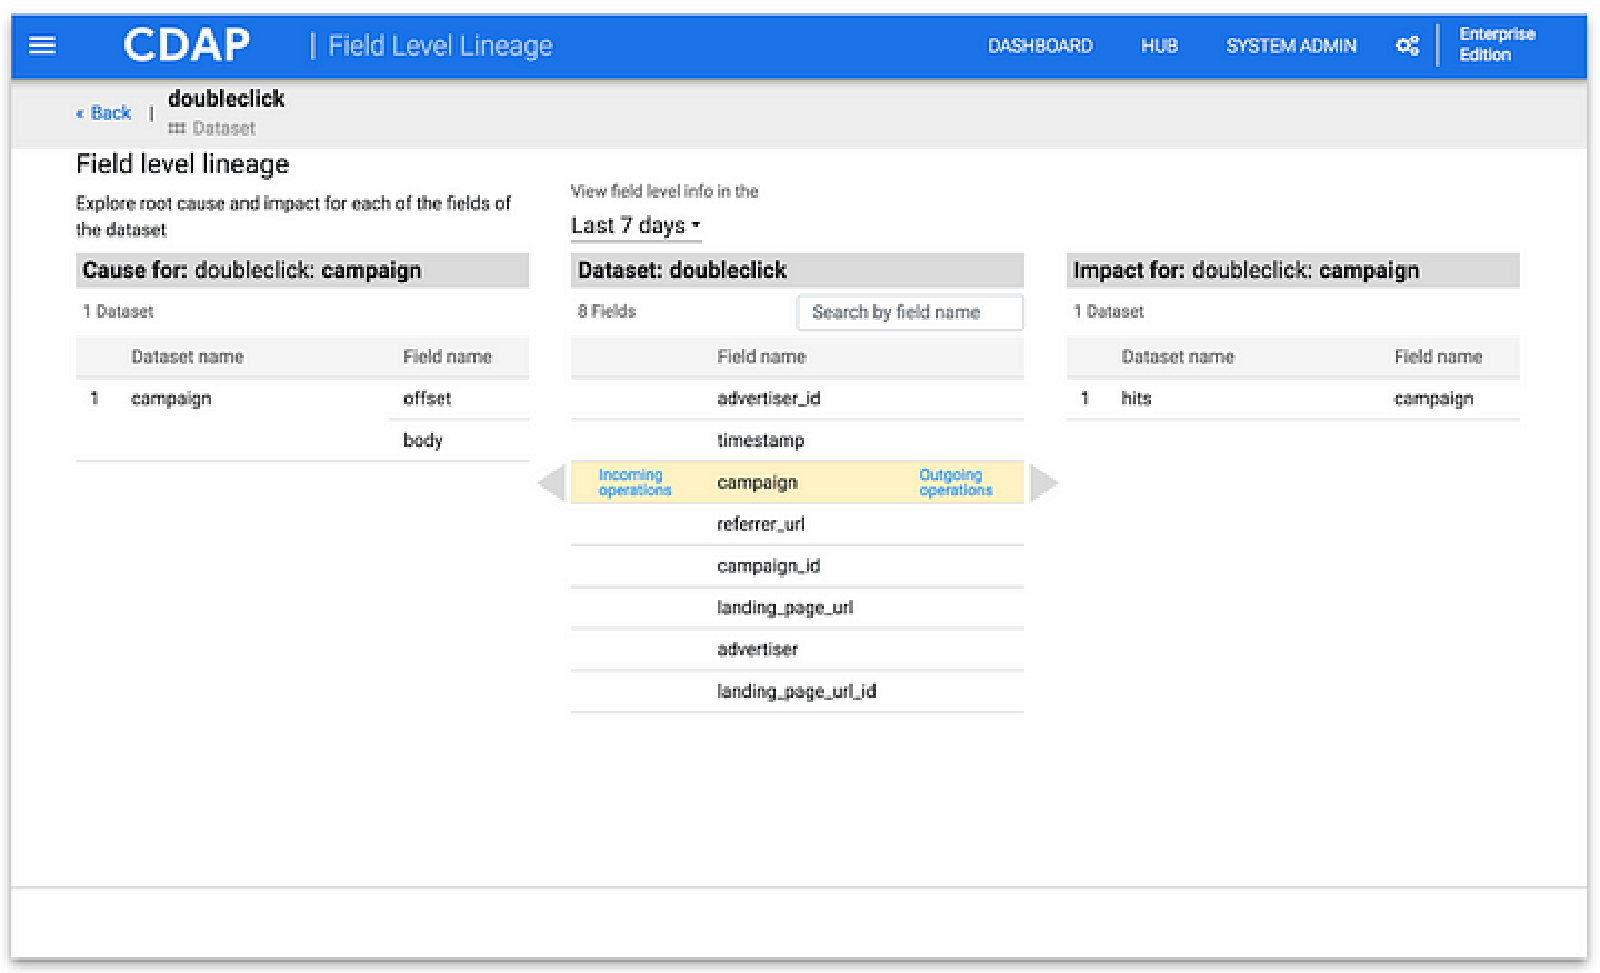 CDAP | Field Level Lineage DASHBOARD HUB SYSTEM ADMIN Enterprise Edition
« Back | doubleclick
Dataset
Field level lineage
Explore root cause and impact for each of the fields of
the dataset
View field level info in the
Last 7 days
Cause for: doubleclick: campaign
1 Dataset
Dataset name Field name
1 campaign offset
body
Dataset: doubleclick
8 Fields Search by field name
Field name
advertiser_id
timestamp
Incoming operations campaign Outgoing operations
referrer_url
campaign_id
landing_page_url
advertiser
landing_page_url_id
Impact for: doubleclick: campaign
1 Dataset
Dataset name Field name
1 hits campaign